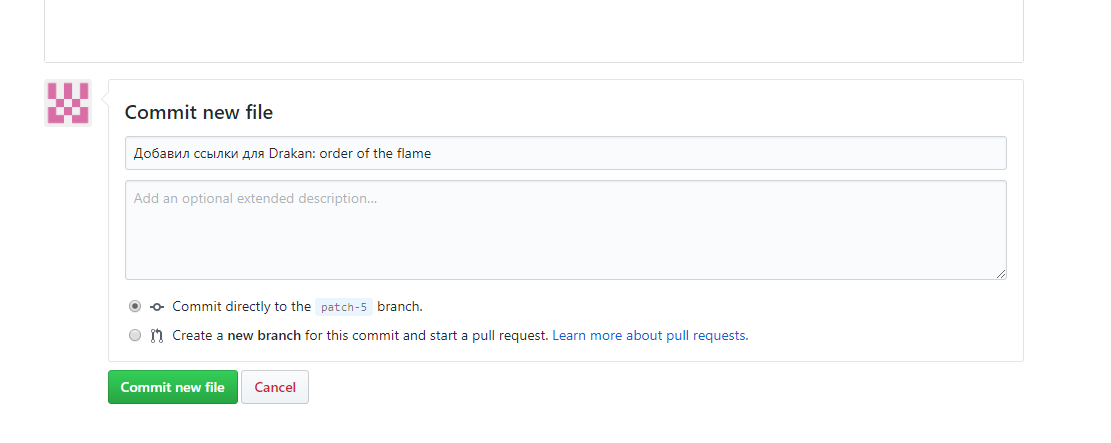 Commit new file
Добавил ссылки для Drakan: order of the flame
Add an optional extended description...
Commit directly to the patch-5 branch.
Create a new branch for this commit and start a pull request. Learn more about pull requests.
Commit new file Cancel